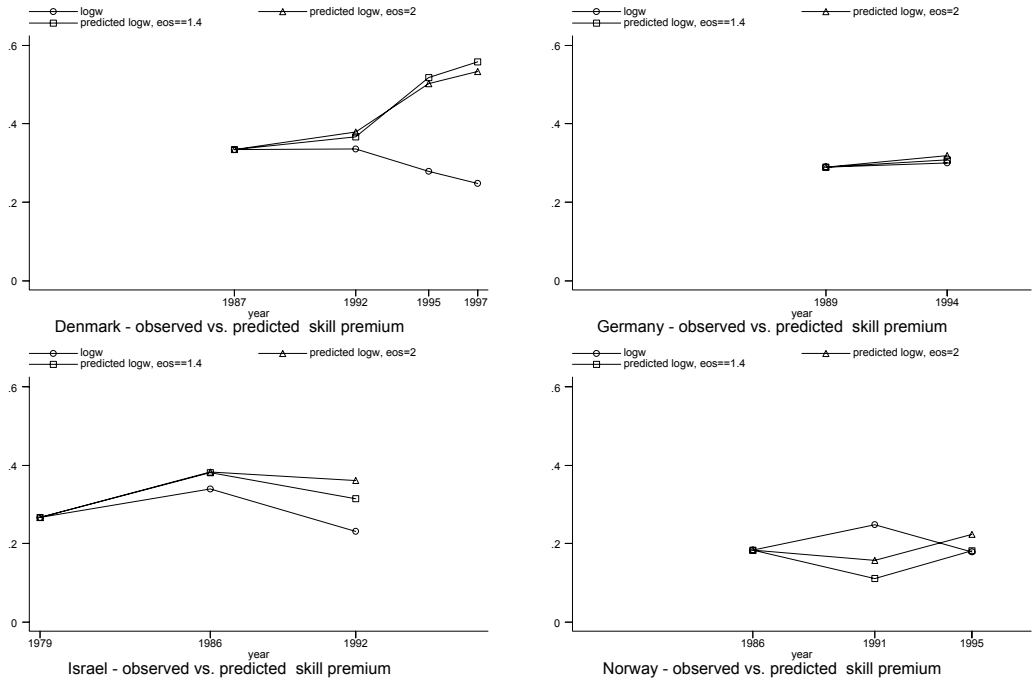 logw
predicted logw, eos=2
predicted logw, eos==1.4
.6
.4
.2
0
1987
1992
1995
1997
year
Denmark - observed vs. predicted skill premium
logw
predicted logw, eos=2
predicted logw, eos==1.4
.6
.4
.2
0
1989
1994
year
Germany - observed vs. predicted skill premium
logw
predicted logw, eos=2
predicted logw, eos==1.4
.6
.4
.2
0
1979
1986
1992
year
Israel - observed vs. predicted skill premium
logw
predicted logw, eos=2
predicted logw, eos==1.4
.6
.4
.2
0
1986
1991
1995
year
Norway - observed vs. predicted skill premium